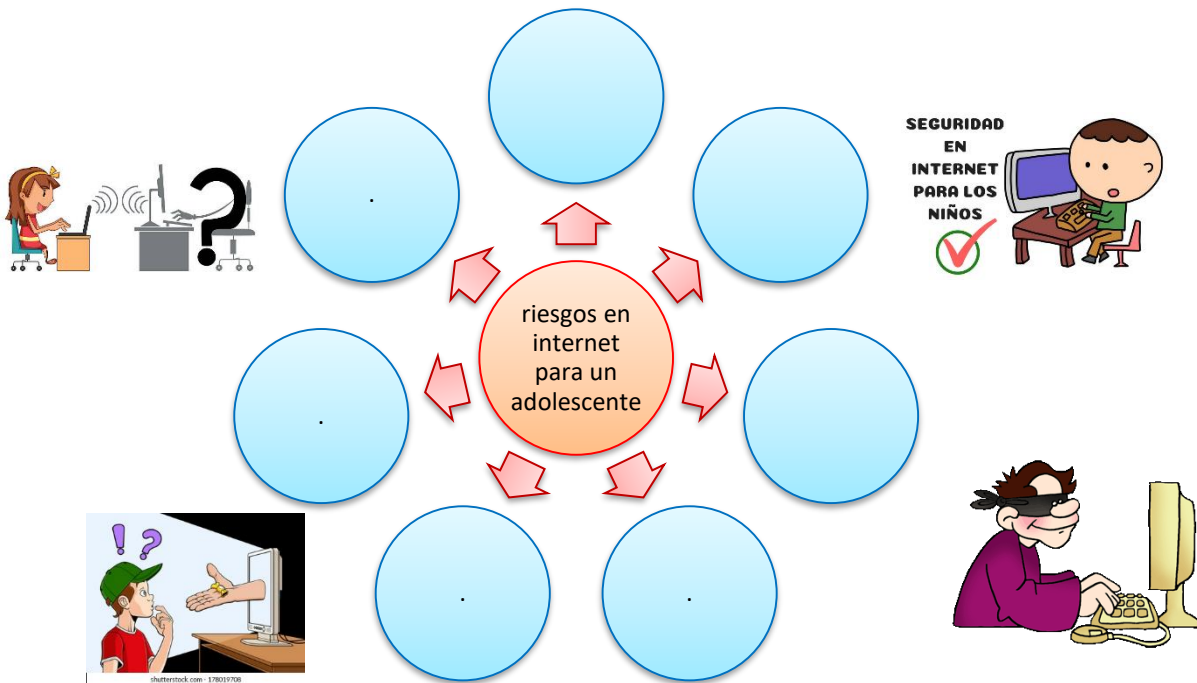 SEGURIDAD
EN
INTERNET
PARA LOS
NIÑOS
.
riesgos en
internet
para un
adolescente
.
.
.
! ?
shutterstock.com · 178019708